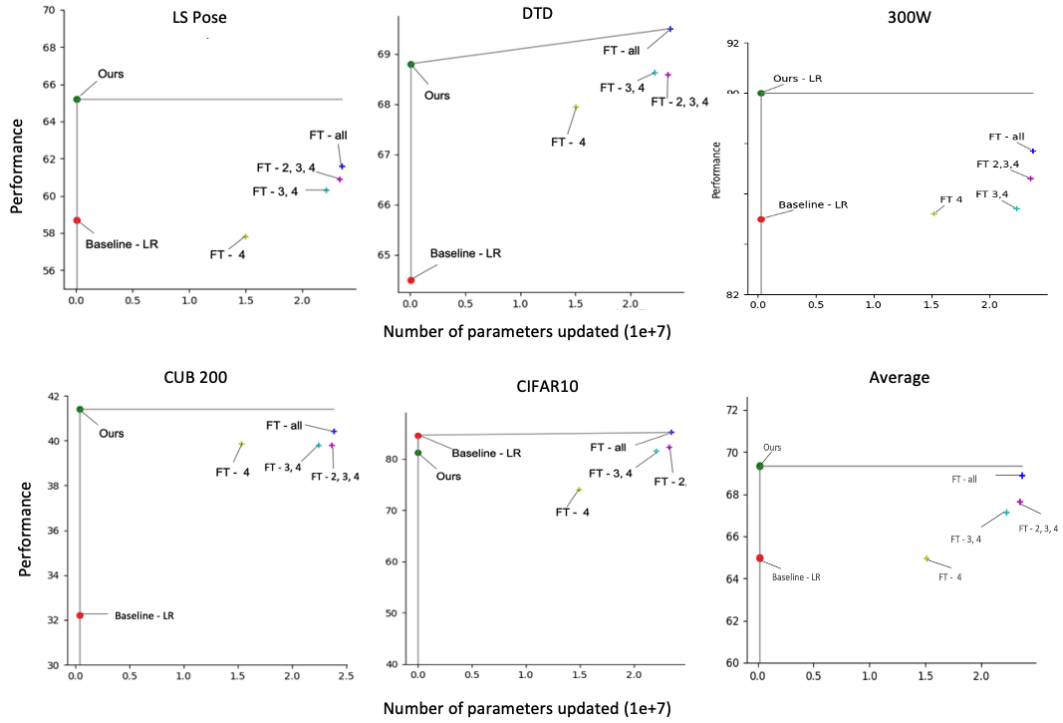 LS Pose
70
68
66
64
62
60
58
56
Performance
Ours
FT - all
FT - 2, 3, 4
FT - 3, 4
Baseline - LR
FT - 4
0.0 0.5 1.0 1.5 2.0
DTD
69
68
67
66
65
FT - all
Ours
FT - 3, 4
FT - 2, 3, 4
FT - 4
Baseline - LR
0.0 0.5 1.0 1.5 2.0
300W
92
82
Performance
Ours - LR
FT - all
FT 2,3,4
FT 3,4
FT 4
Baseline - LR
0.0 0.5 1.0 1.5 2.0
Number of parameters updated (1e+7)
CUB 200
42
40
38
36
34
32
30
Performance
Ours
FT - all
FT - 4
FT - 3, 4
FT - 2, 3, 4
Baseline - LR
0.0 0.5 1.0 1.5 2.0 2.5
CIFAR10
80
70
60
50
40
Baseline - LR
FT - all
Ours
FT - 3, 4
FT - 2,
FT - 4
0.0 0.5 1.0 1.5 2.0
Average
72
70
68
66
64
62
60
Ours
FT - all
FT - 2, 3, 4
FT - 3, 4
Baseline - LR
FT - 4
0.0 0.5 1.0 1.5 2.0
Number of parameters updated (1e+7)